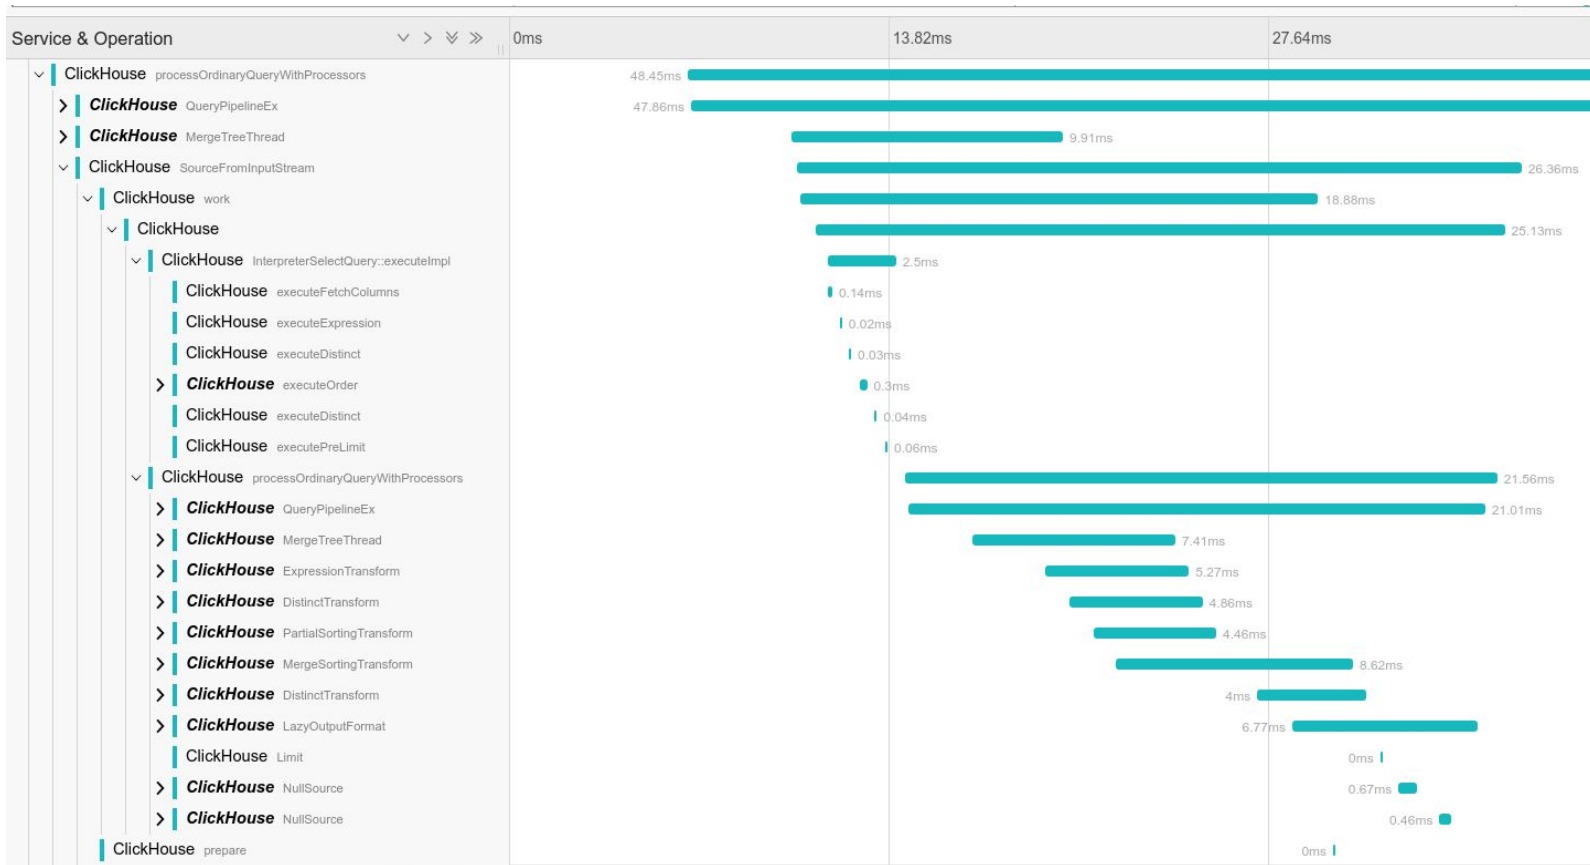 Service & Operation 0ms 13.82ms 27.64ms
ClickHouse processOrdinaryQueryWithProcessors 48.45ms
ClickHouse QueryPipelineEx 47.86ms
ClickHouse MergeTreeThread 9.91ms
ClickHouse SourceFromInputStream 26.36ms
ClickHouse work 18.88ms
ClickHouse 25.13ms
ClickHouse InterpreterSelectQuery::executeImpl 2.5ms
ClickHouse executeFetchColumns 0.14ms
ClickHouse executeExpression 0.02ms
ClickHouse executeDistinct 0.03ms
ClickHouse executeOrder 0.3ms
ClickHouse executeDistinct 0.04ms
ClickHouse executePreLimit 0.06ms
ClickHouse processOrdinaryQueryWithProcessors 21.56ms
ClickHouse QueryPipelineEx 21.01ms
ClickHouse MergeTreeThread 7.41ms
ClickHouse ExpressionTransform 5.27ms
ClickHouse DistinctTransform 4.86ms
ClickHouse PartialSortingTransform 4.46ms
ClickHouse MergeSortingTransform 8.62ms
ClickHouse DistinctTransform 4ms
ClickHouse LazyOutputFormat 6.77ms
ClickHouse Limit 0ms
ClickHouse NullSource 0.67ms
ClickHouse NullSource 0.46ms
ClickHouse prepare 0ms